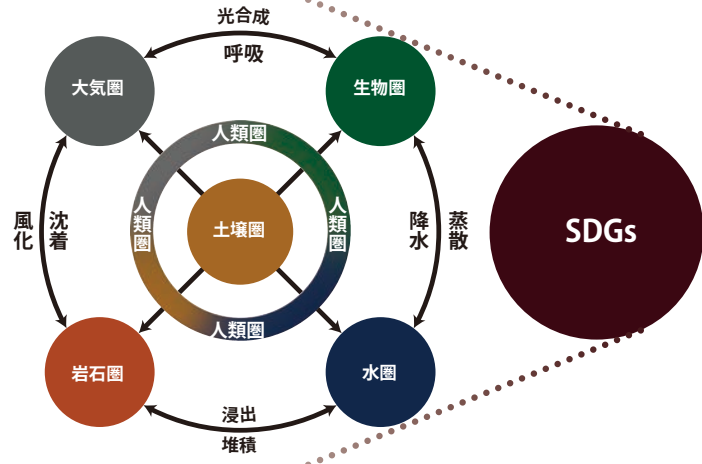 光合成
呼吸
大気圏
生物圏
人類圏
人類圏
土壌圏
人類圏
人類圏
風化
沈着
降水
蒸散
SDGs
岩石圏
水圏
浸出
堆積